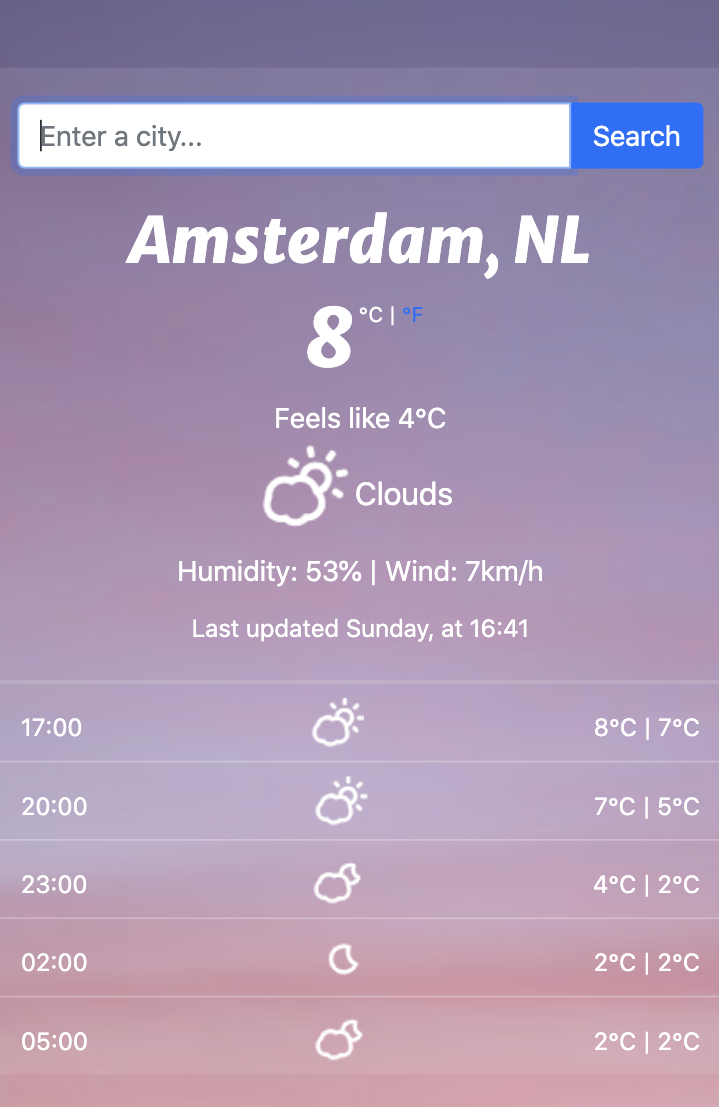 Enter a city...
Search
Amsterdam, NL
8 °C | °F
Feels like 4°C
Clouds
Humidity: 53% | Wind: 7km/h
Last updated Sunday, at 16:41
17:00 8°C | 7°C
20:00 7°C | 5°C
23:00 4°C | 2°C
02:00 2°C | 2°C
05:00 2°C | 2°C